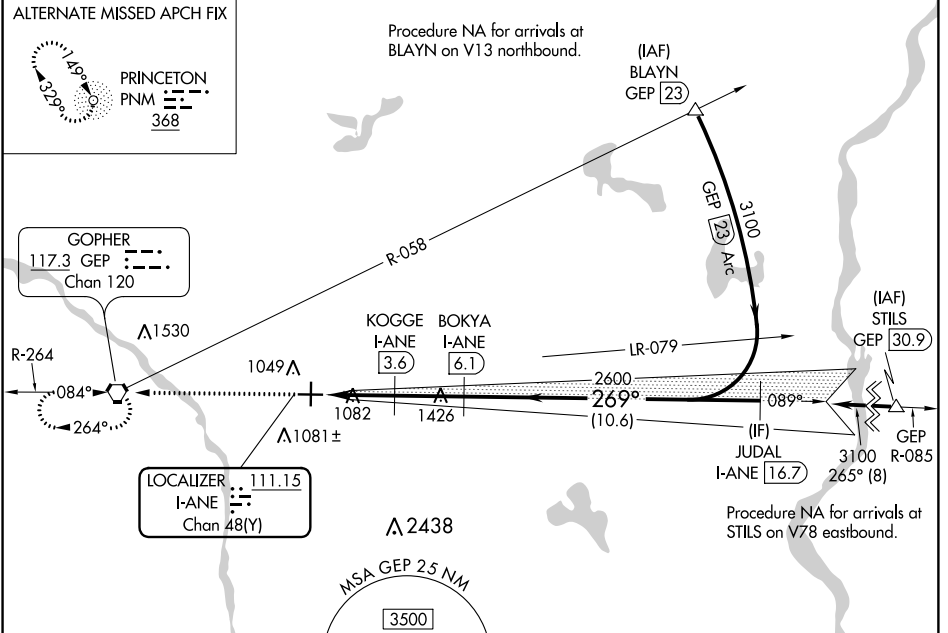 ALTERNATE MISSED APCH FIX
149°
329°
PRINCETON
PNM
368
Procedure NA for arrivals at
BLAYN on V13 northbound.
(IAF)
BLAYN
GEP 23
3100
GEP 23 Arc
R-058
GOPHER
117.3 GEP
Chan 120
1530
R-264
084°
264°
1049
1081±
KOGGE
I-ANE
3.6
BOKYA
I-ANE
6.1
LR-079
2600
269°
(10.6)
089°
1082
1426
(IF)
JUDAL
I-ANE 16.7
(IAF)
STILS
GEP 30.9
GEP
R-085
3100
265° (8)
Procedure NA for arrivals at
STILS on V78 eastbound.
LOCALIZER 111.15
I-ANE
Chan 48(Y)
2438
MSA GEP 25 NM
3500